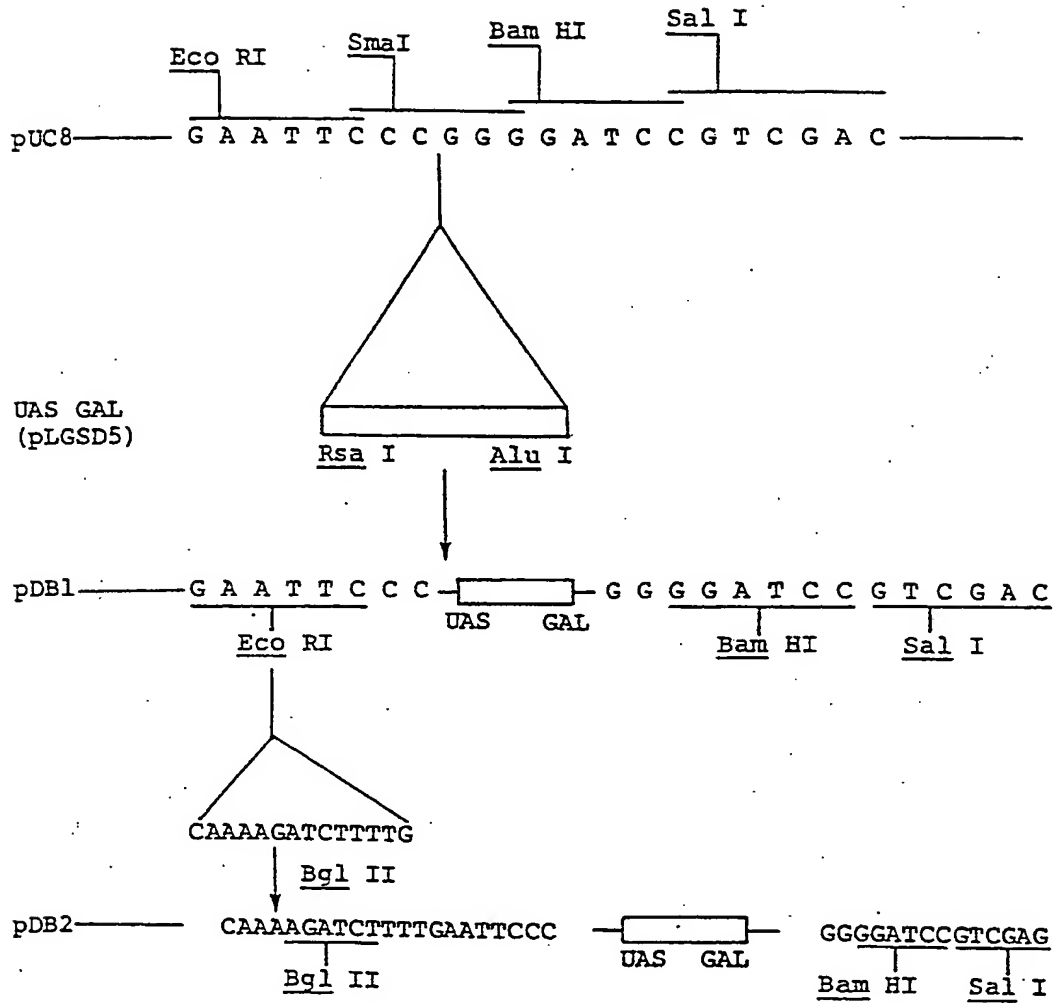 Eco RI
SmaI
Bam HI
Sal I
pUC8
G A A T T C C C G G G G A T C C G T C G A C
UAS GAL
(pLGSD5)
Rsa I
Alu I
pDB1
G A A T T C C C
G G G G A T C C G T C G A C
UAS GAL
Eco RI
Bam HI
Sal I
CAAAAGATCTTTTG
Bgl II
pDB2
CAAAAGATCTTTTGAATTCCC
GGGGATCCGTCGAG
UAS GAL
Bgl II
Bam HI
Sal I